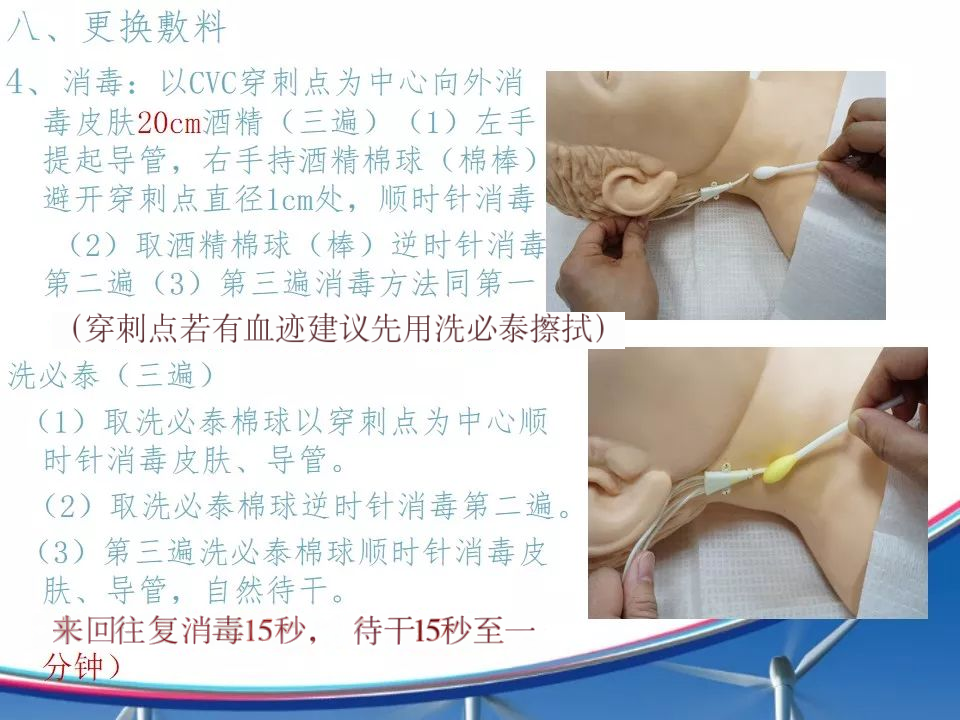 八、更换敷料
4、消毒：以CVC穿刺点为中心向外消
毒皮肤20cm酒精（三遍）（1）左手
提起导管，右手持酒精棉球（棉棒）
避开穿刺点直径1cm处，顺时针消毒
（2）取酒精棉球（棒）逆时针消毒
第二遍（3）第三遍消毒方法同第一
（穿刺点若有血迹建议先用洗必泰擦拭）
洗必泰（三遍）
（1）取洗必泰棉球以穿刺点为中心顺
时针消毒皮肤、导管。
（2）取洗必泰棉球逆时针消毒第二遍。
（3）第三遍洗必泰棉球顺时针消毒皮
肤、导管，自然待干。
来回往复消毒15秒， 待干15秒至一
分钟）